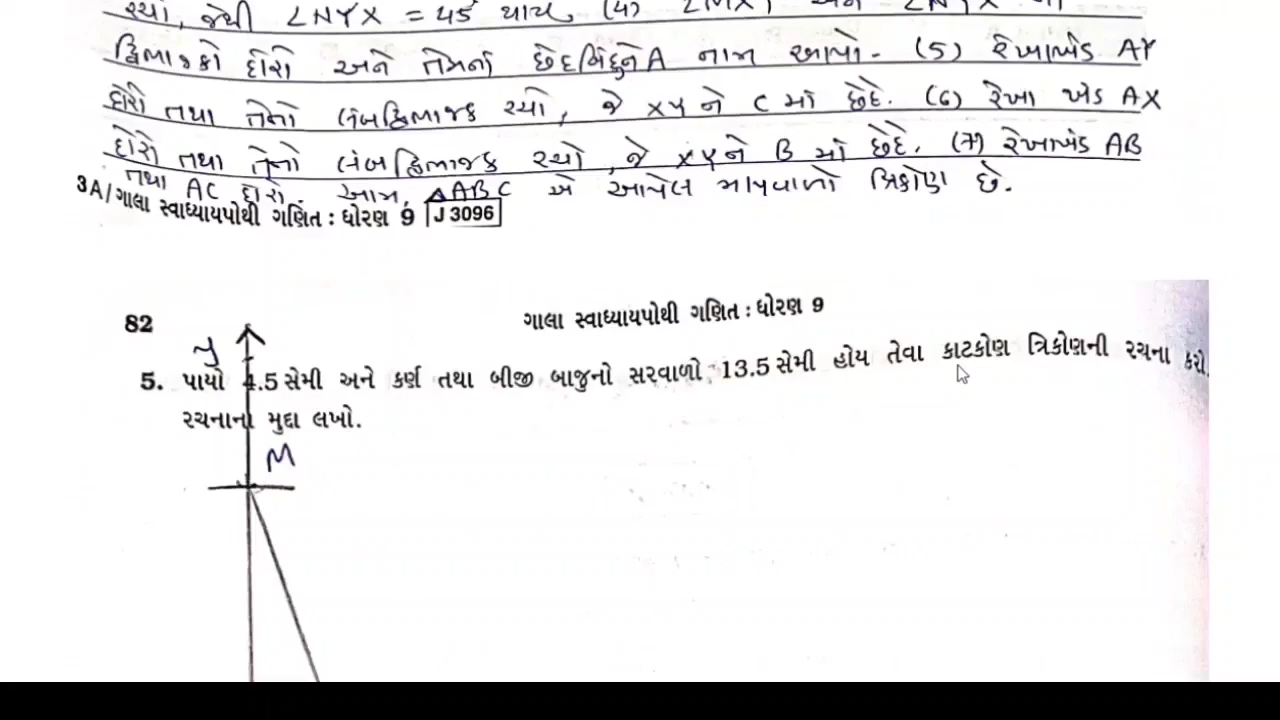 રચો, જેથી ∠NYX = 45 થાય. (4) ∠MXY અને ∠NYX ના
દ્વિભાજકો દોરો અને તેમનાં છેદબિંદુને A નામ આપો. (5) રેખાખંડ AY
દોરો તથા તેનો લંબદ્વિભાજક રચો, જે XY ને C માં છેદે. (6) રેખા ખંડ AX
દોરો તથા તેનો લંબદ્વિભાજક રચો, જે XY ને B માં છેદે. (7) રેખાખંડ AB
તથા AC દોરો. આમ, △ABC એ આપેલ માપવાળો ત્રિકોણ છે.
3A/ગાલા સ્વાધ્યાયપોથી ગણિત : ધોરણ 9 J 3096
82 ગાલા સ્વાધ્યાયપોથી ગણિત : ધોરણ 9
5. પાયો 4.5 સેમી અને કર્ણ તથા બીજી બાજુનો સરવાળો 13.5 સેમી હોય તેવા કાટકોણ ત્રિકોણની રચના કરો.
રચનાના મુદ્દા લખો.
M